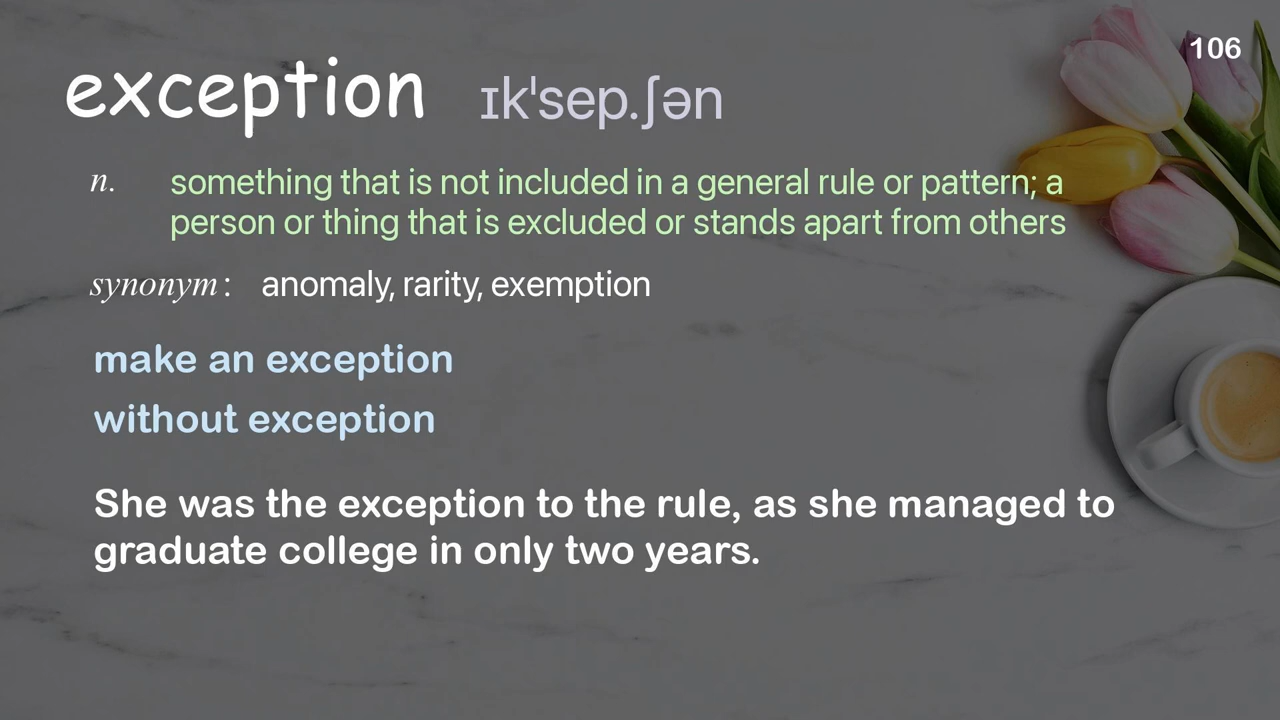 106
exception ɪkˈsep.ʃən
n. something that is not included in a general rule or pattern; a
person or thing that is excluded or stands apart from others
synonym : anomaly, rarity, exemption
make an exception
without exception
She was the exception to the rule, as she managed to
graduate college in only two years.